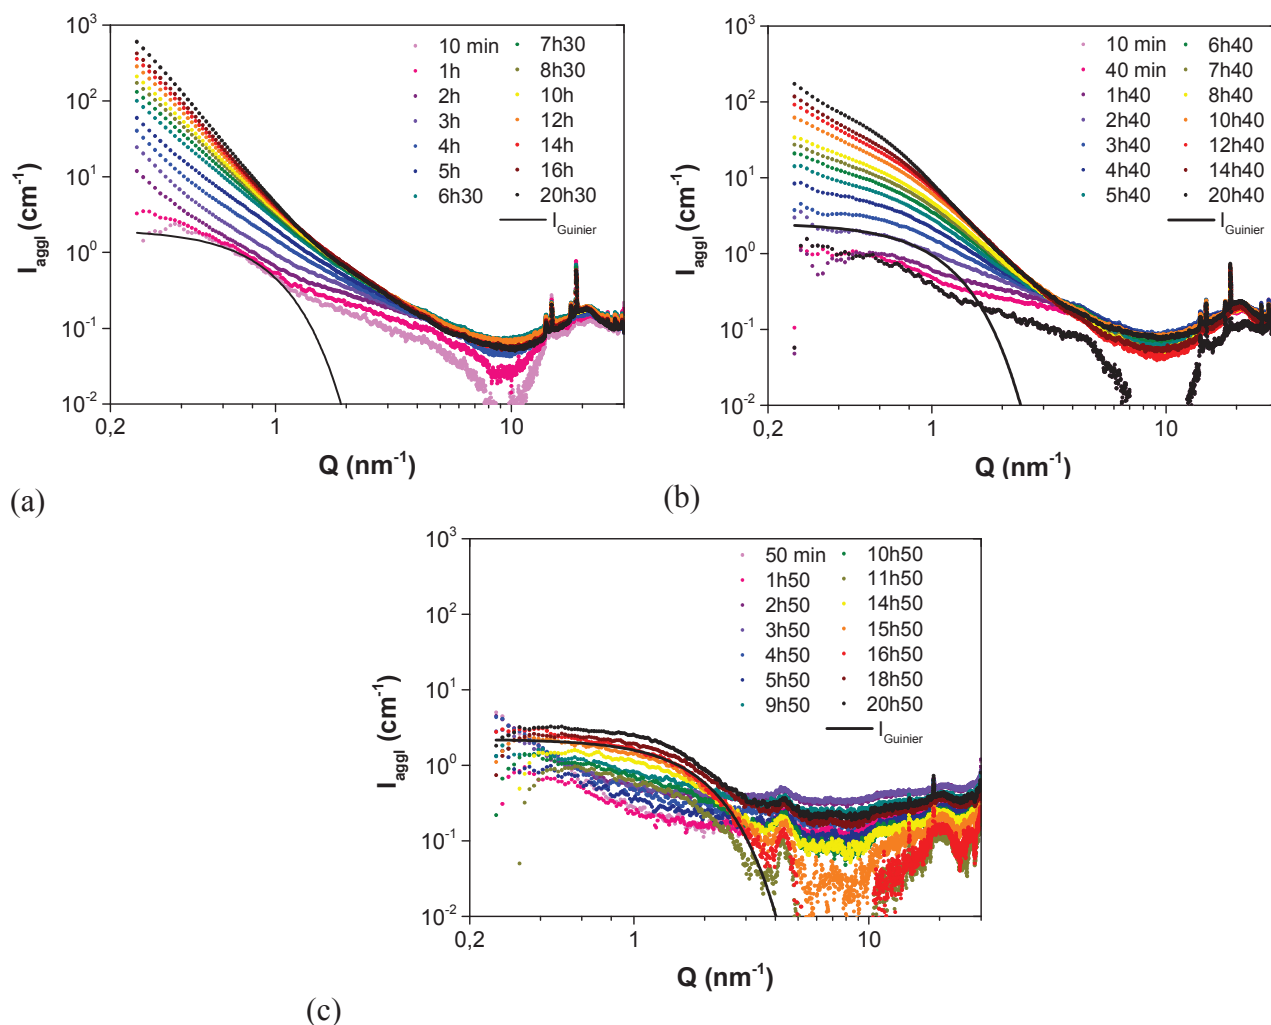 10³
10²
10¹
10⁰
10⁻¹
10⁻²
I_aggl (cm⁻¹)
10 min
1h
2h
3h
4h
5h
6h30
7h30
8h30
10h
12h
14h
16h
20h30
I_Guinier
0,2
1
10
Q (nm⁻¹)
(a)
10³
10²
10¹
10⁰
10⁻¹
10⁻²
I_aggl (cm⁻¹)
10 min
40 min
1h40
2h40
3h40
4h40
5h40
6h40
7h40
8h40
10h40
12h40
14h40
20h40
I_Guinier
0,2
1
10
Q (nm⁻¹)
(b)
10³
10²
10¹
10⁰
10⁻¹
10⁻²
I_aggl (cm⁻¹)
50 min
1h50
2h50
3h50
4h50
5h50
9h50
10h50
11h50
14h50
15h50
16h50
18h50
20h50
I_Guinier
0,2
1
10
Q (nm⁻¹)
(c)